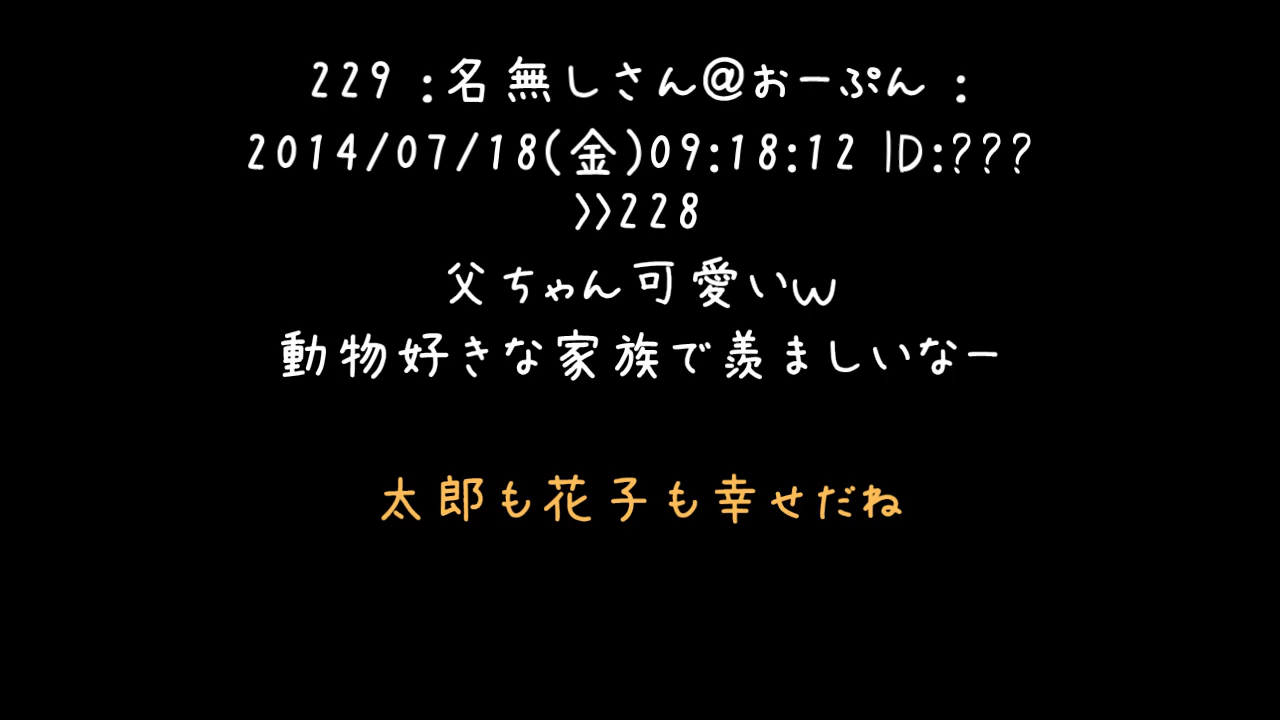 229 :名無しさん@おーぷん :
2014/07/18(金)09:18:12 ID:???
>>228
父ちゃん可愛いw
動物好きな家族で羨ましいなー
太郎も花子も幸せだね